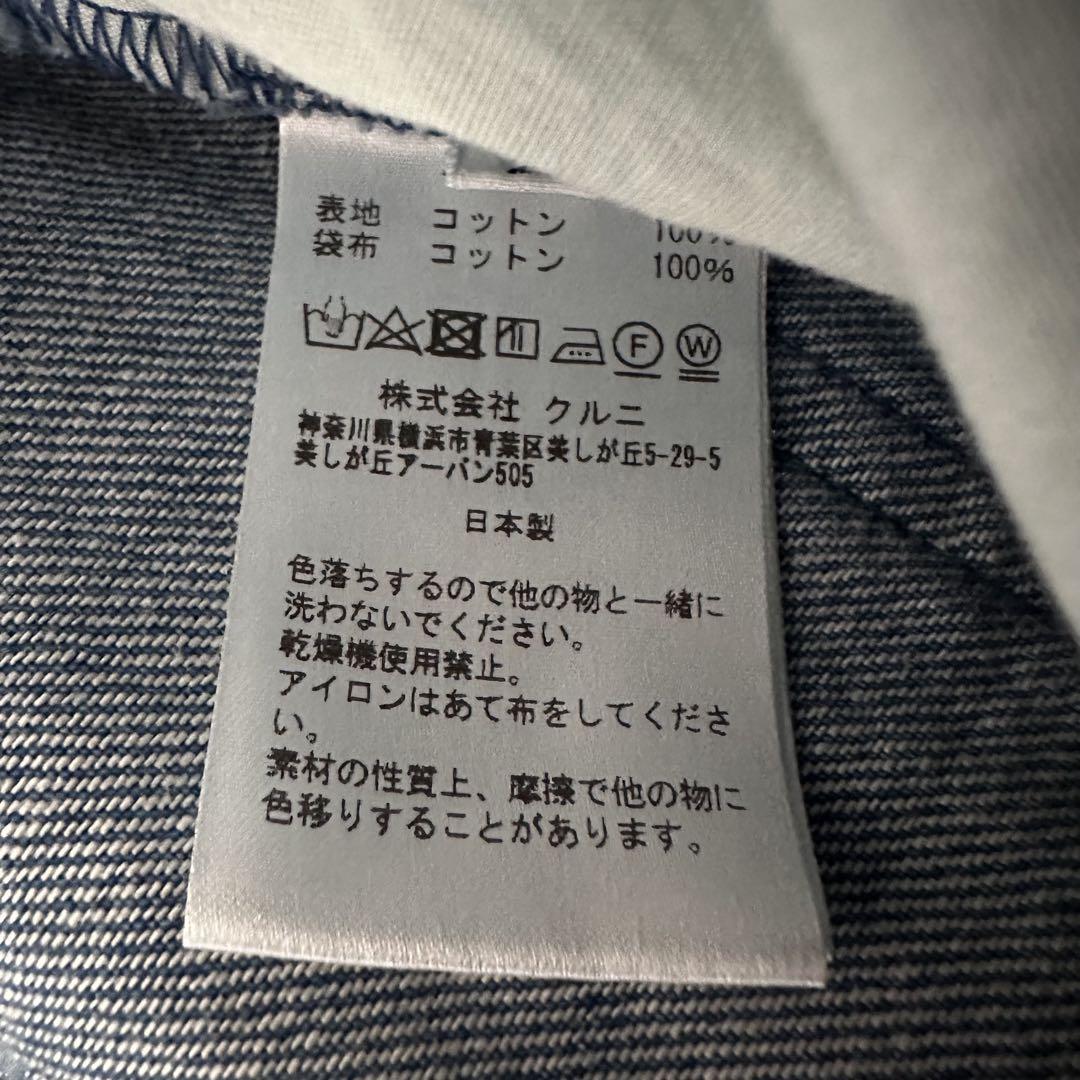 表地 コットン 100%
袋布 コットン 100%
F W
株式会社 クルニ
神奈川県横浜市青葉区美しが丘5-29-5
美しが丘アーバン505
日本製
色落ちするので他の物と一緒に
洗わないでください。
乾燥機使用禁止。
アイロンはあて布をしてくださ
い。
素材の性質上、摩擦で他の物に
色移りすることがあります。